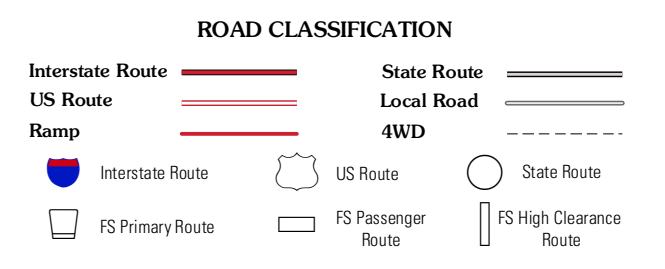 ROAD CLASSIFICATION
Interstate Route
State Route
US Route
Local Road
Ramp
4WD
Interstate Route
US Route
State Route
FS Primary Route
FS Passenger
Route
FS High Clearance
Route